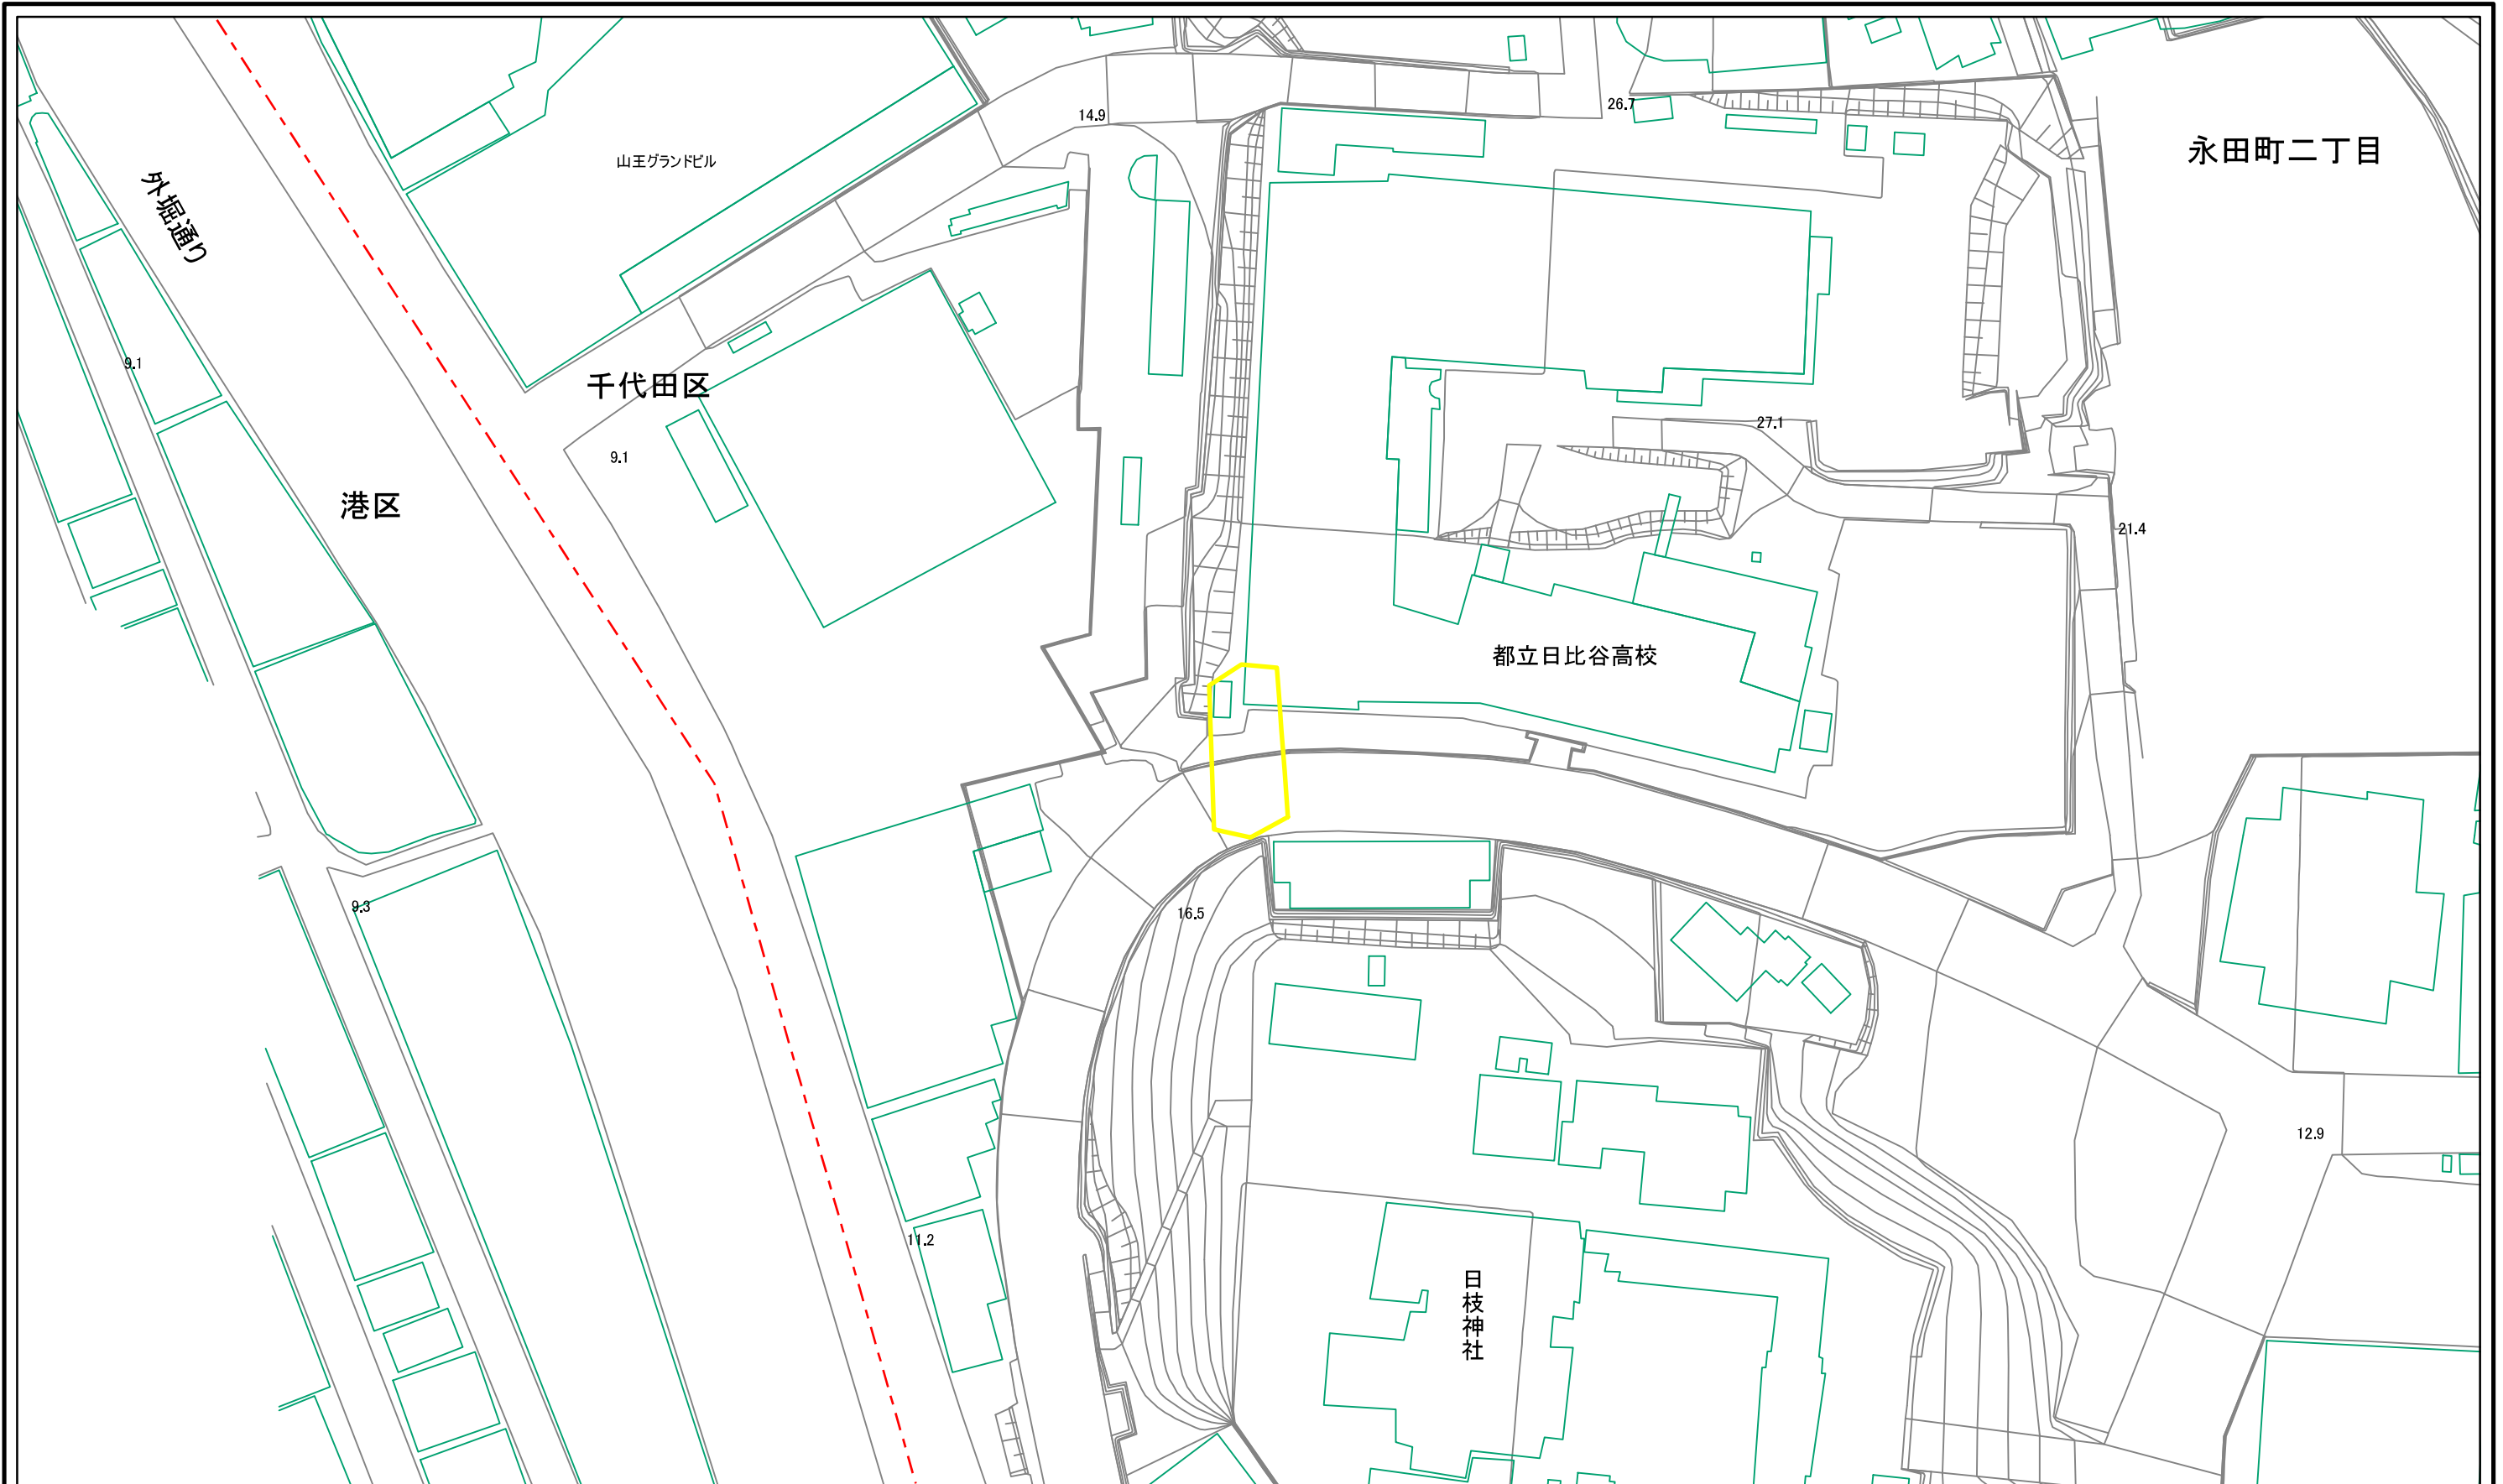 26.7
14.9
永田町二丁目
山王グランドビル
外堀通り
9.1
千代田区
27.1
9.1
港区
21.4
都立日比谷高校
9.3
16.5
12.9
11.2
日枝神社